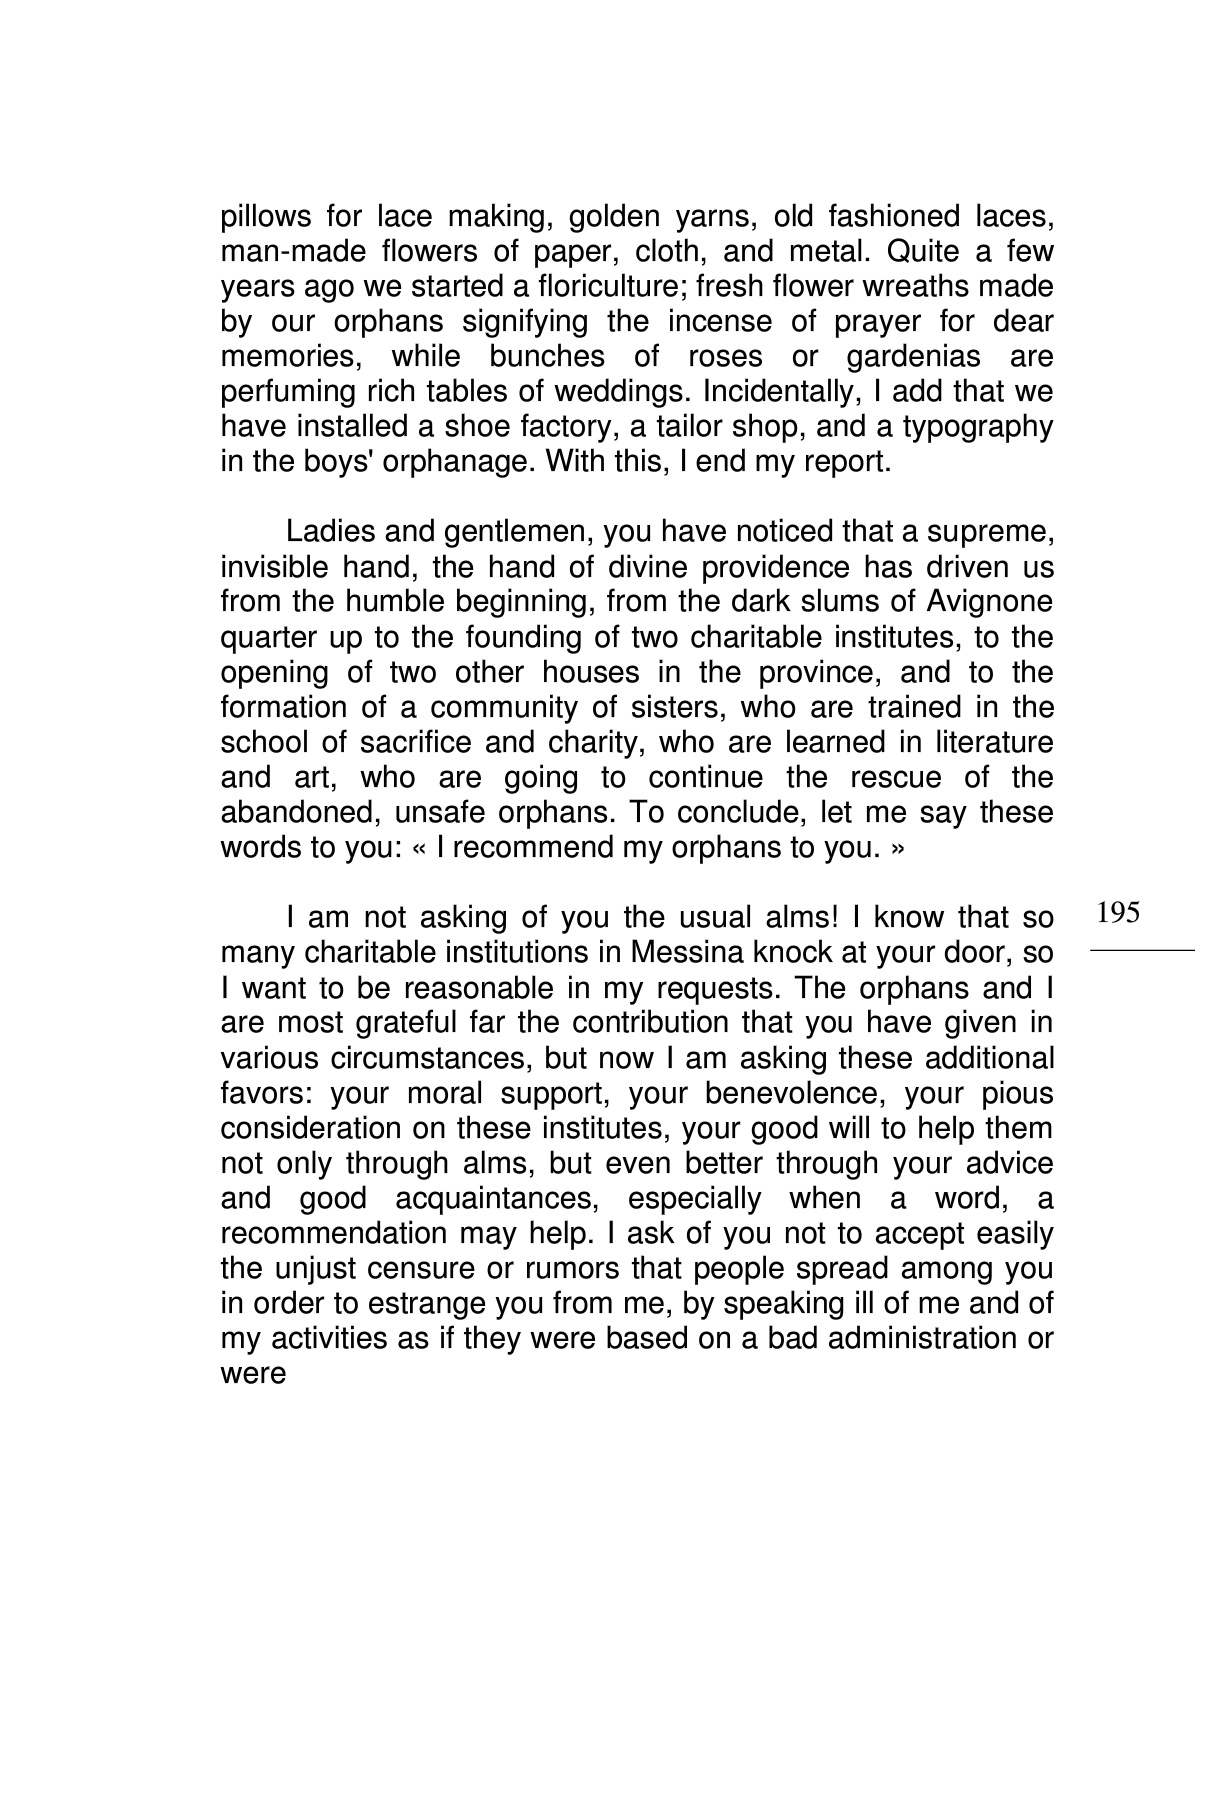 pillows for lace making, golden yarns, old fashioned laces,
man-made flowers of paper, cloth, and metal. Quite a few
years ago we started a floriculture; fresh flower wreaths made
by our orphans signifying the incense of prayer for dear
memories, while bunches of roses or gardenias are
perfuming rich tables of weddings. Incidentally, I add that we
have installed a shoe factory, a tailor shop, and a typography
in the boys' orphanage. With this, I end my report.
Ladies and gentlemen, you have noticed that a supreme,
invisible hand, the hand of divine providence has driven us
from the humble beginning, from the dark slums of Avignone
quarter up to the founding of two charitable institutes, to the
opening of two other houses in the province, and to the
formation of a community of sisters, who are trained in the
school of sacrifice and charity, who are learned in literature
and art, who are going to continue the rescue of the
abandoned, unsafe orphans. To conclude, let me say these
words to you: « I recommend my orphans to you. »
I am not asking of you the usual alms! I know that so
many charitable institutions in Messina knock at your door, so
I want to be reasonable in my requests. The orphans and I
are most grateful far the contribution that you have given in
various circumstances, but now I am asking these additional
favors: your moral support, your benevolence, your pious
consideration on these institutes, your good will to help them
not only through alms, but even better through your advice
and good acquaintances, especially when a word, a
recommendation may help. I ask of you not to accept easily
the unjust censure or rumors that people spread among you
in order to estrange you from me, by speaking ill of me and of
my activities as if they were based on a bad administration or
were
195